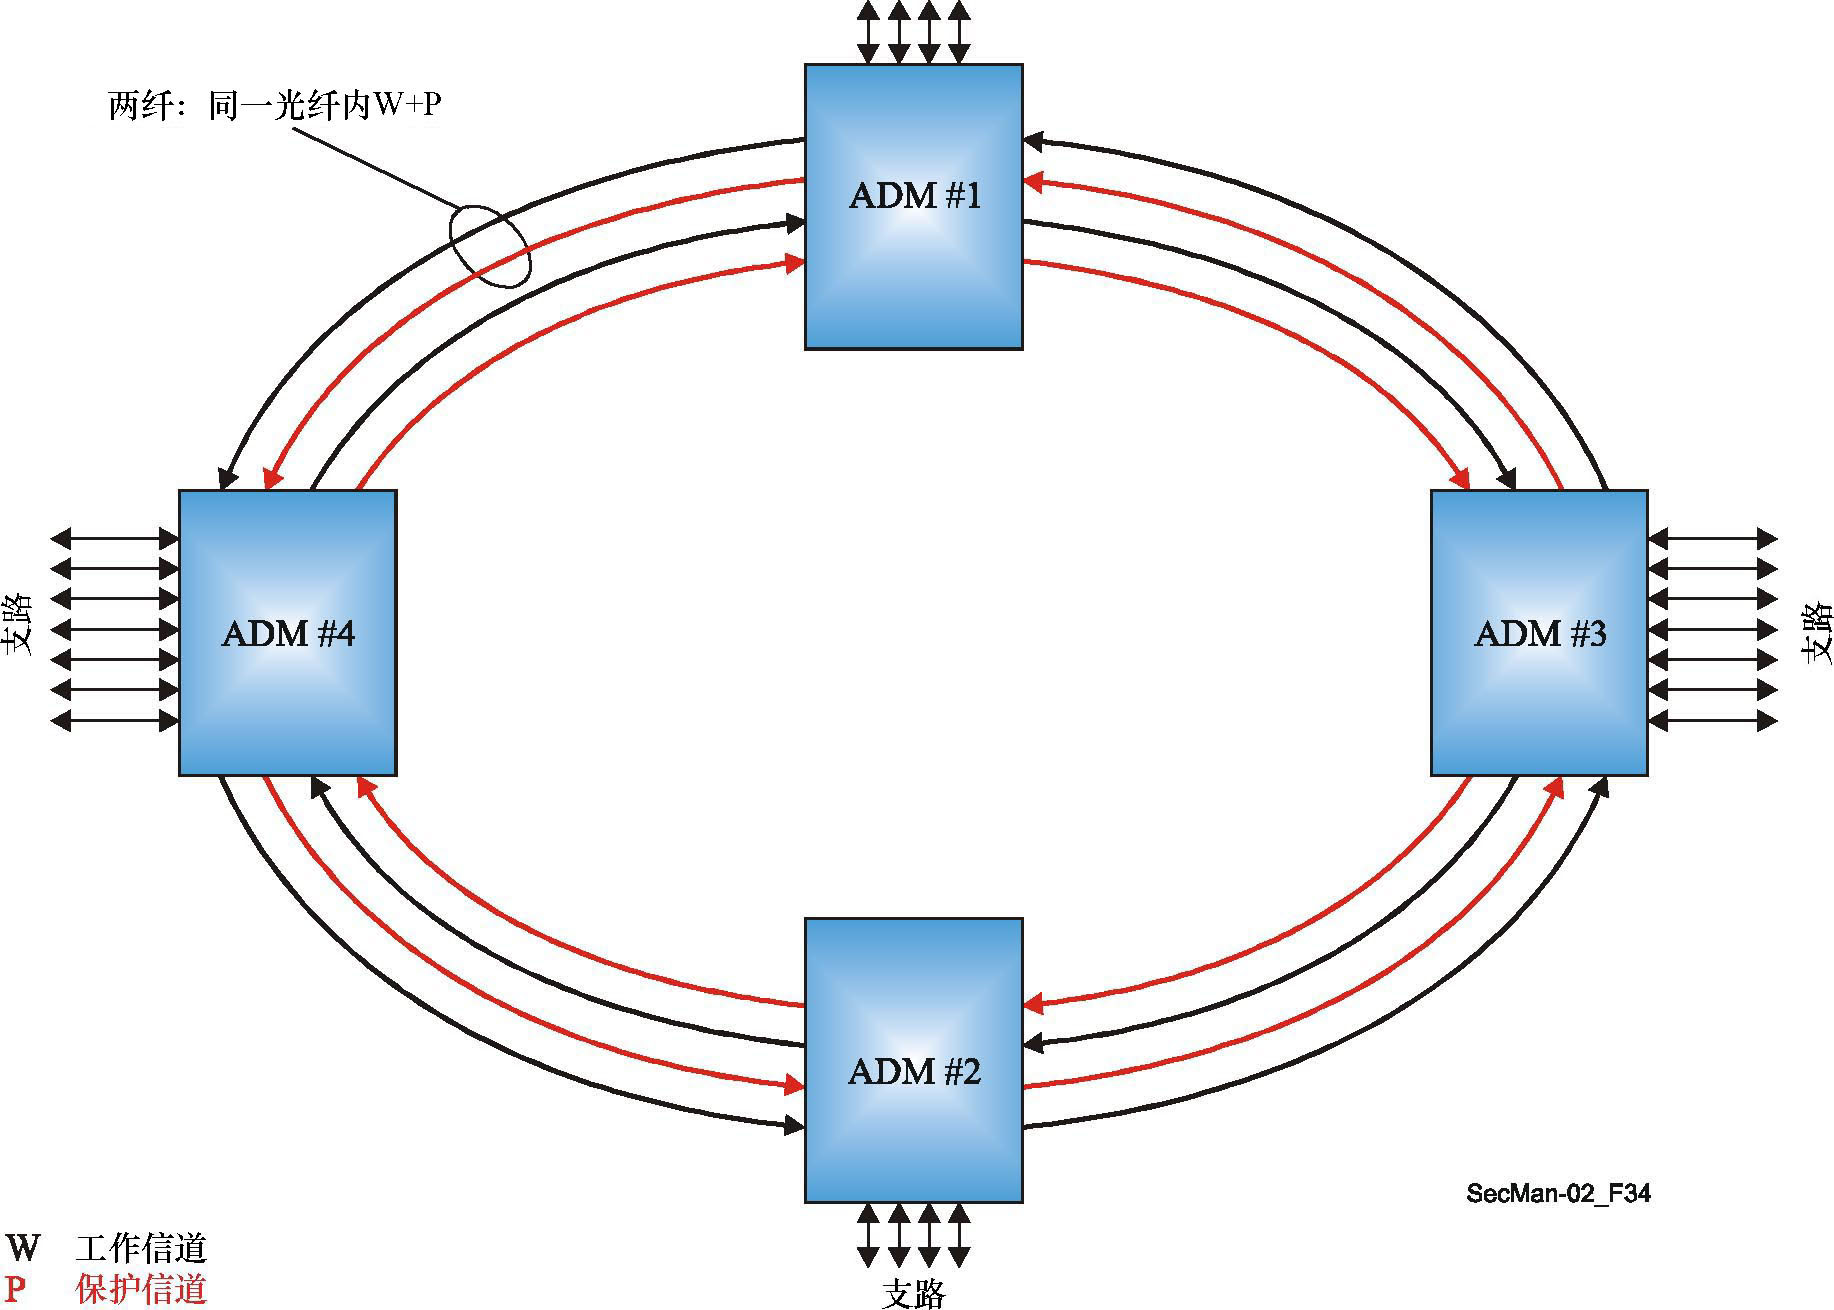 两纤：同一光纤内W+P
ADM #1
支路
ADM #4
ADM #3
支路
ADM #2
SecMan-02_F34
W 工作信道
P 保护信道
支路